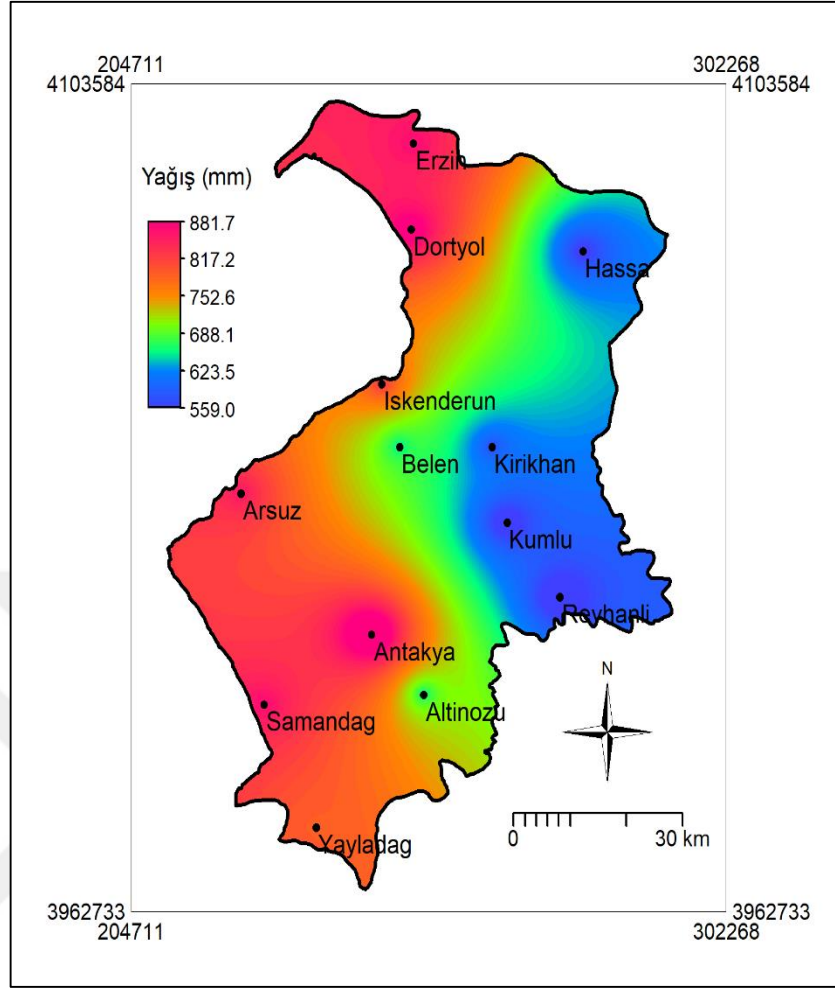 204711 302268
4103584 4103584
Erzin
Yağış (mm)
881.7
817.2
752.6
688.1
623.5
559.0
Dortyol
Hassa
Iskenderun
Belen
Kirikhan
Arsuz
Kumlu
Reyhanli
Antakya
N
Altinozu
Samandag
0 30 km
Yayladag
3962733 3962733
204711 302268